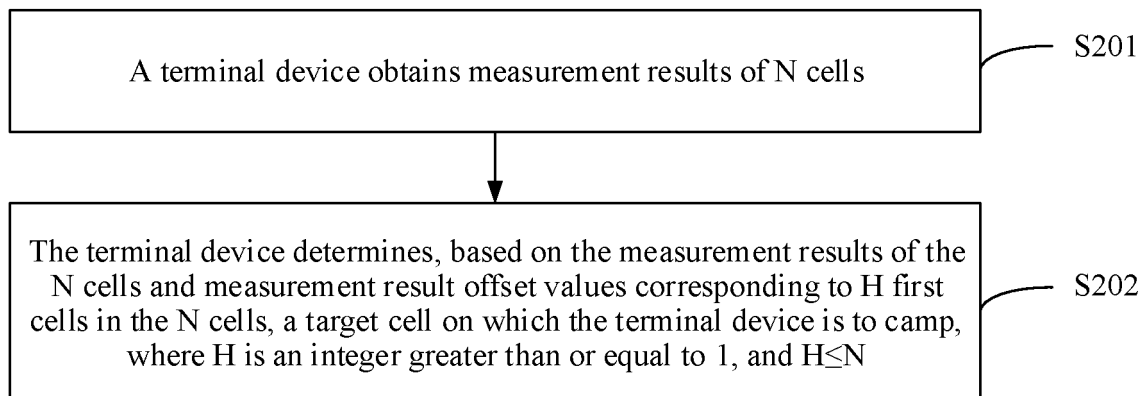 A terminal device obtains measurement results of N cells
S201
The terminal device determines, based on the measurement results of the
N cells and measurement result offset values corresponding to H first
cells in the N cells, a target cell on which the terminal device is to camp,
where H is an integer greater than or equal to 1, and H≤N
S202